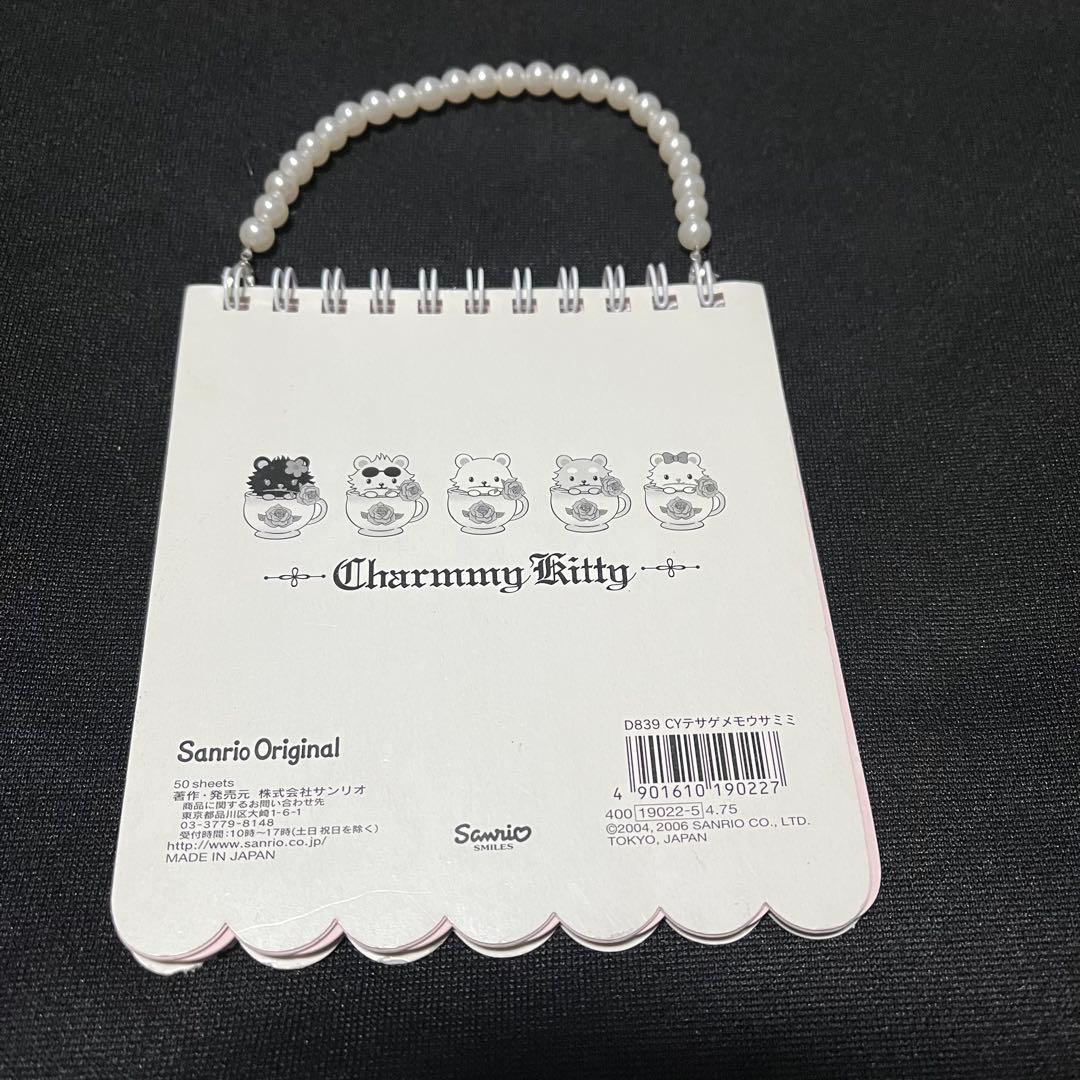 Charmmy Kitty
Sanrio Original
50 sheets
著作・発売元 株式会社サンリオ
商品に関するお問い合わせ先
東京都品川区大崎1-6-1
03-3779-8148
受付時間:10時〜17時(土日祝日を除く)
http://www.sanrio.co.jp/
MADE IN JAPAN
Sanrio
SMILES
D839 CYテサゲメモウサミミ
4 901610 190227
400 19022-5 4.75
©2004, 2006 SANRIO CO., LTD.
TOKYO, JAPAN